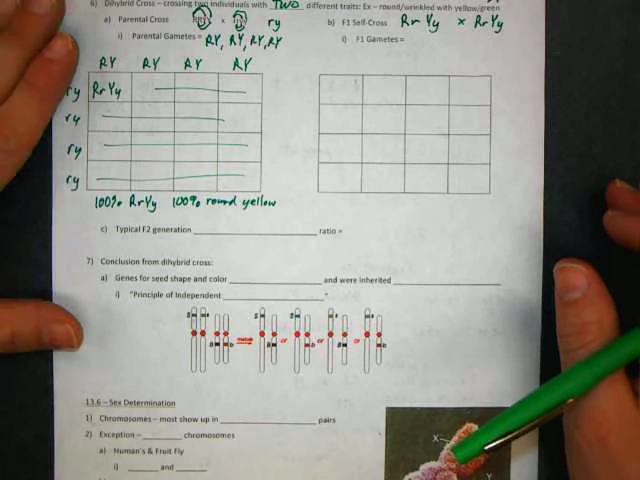 6) Dihybrid Cross – crossing two individuals with TWO different traits: Ex – round/wrinkled with yellow/green
a) Parental Cross x ry b) F1 Self-Cross RrYy x RrYy
i) Parental Gametes = RY, RY, RY, RY i) F1 Gametes =
RY RY RY RY
ry RrYy
ry
ry
ry
100% RrYy 100% round yellow
c) Typical F2 generation ratio =
7) Conclusion from dihybrid cross:
a) Genes for seed shape and color and were inherited
i) "Principle of Independent "
or or or
13.6 – Sex Determination
1) Chromosomes – most show up in pairs
2) Exception – chromosomes
a) Human's & Fruit Fly
i) and
X
Y